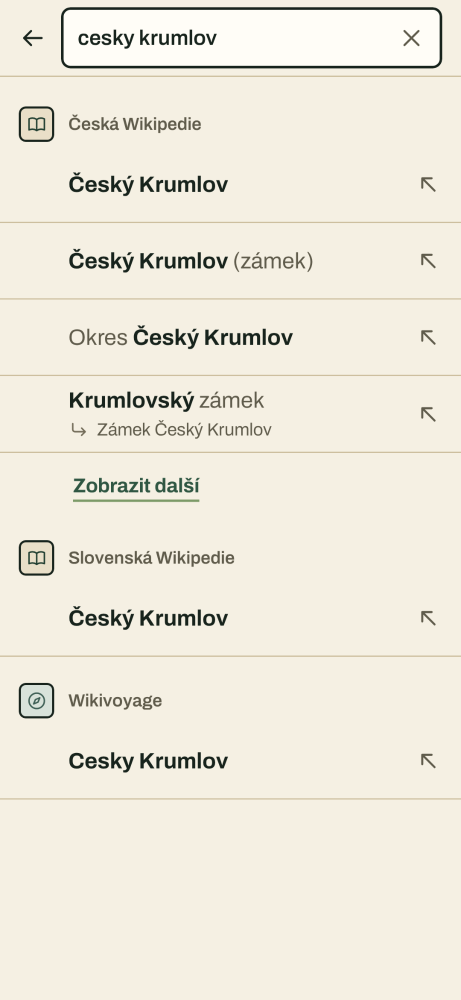 cesky krumlov
Česká Wikipedie
Český Krumlov
Český Krumlov (zámek)
Okres Český Krumlov
Krumlovský zámek
Zámek Český Krumlov
Zobrazit další
Slovenská Wikipedie
Český Krumlov
Wikivoyage
Cesky Krumlov